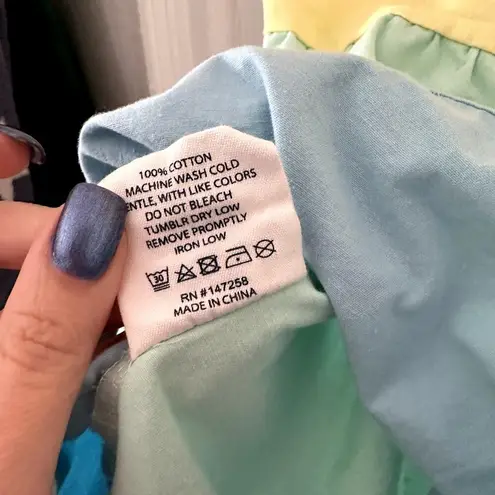 100% COTTON
MACHINE WASH COLD
ENTLE, WITH LIKE COLORS
DO NOT BLEACH
TUMBLR DRY LOW
REMOVE PROMPTLY
IRON LOW
30
RN #147258
MADE IN CHINA